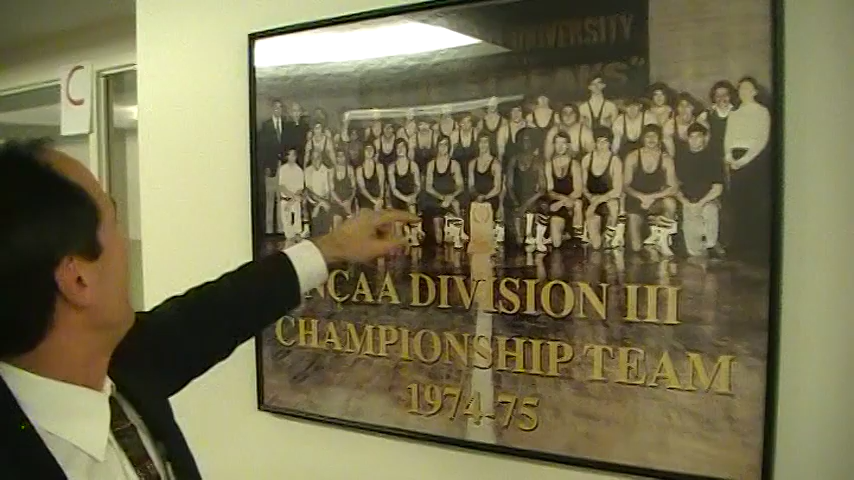 C
UNIVERSITY
NCAA DIVISION III
CHAMPIONSHIP TEAM
1974-75